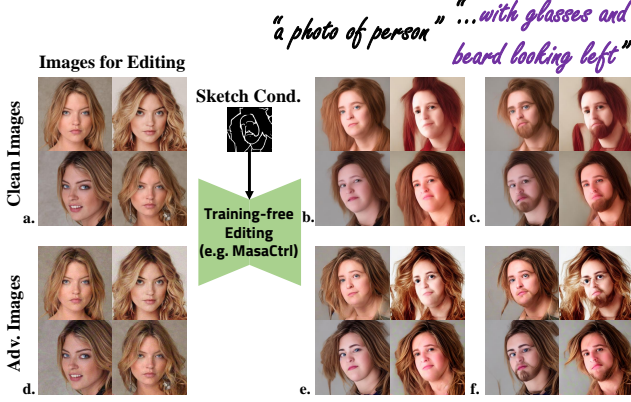 "a photo of person"
"...with glasses and
beard looking left"
Images for Editing
Sketch Cond.
Clean Images
a.
Training-free
Editing
(e.g. MasaCtrl)
b.
c.
Adv. Images
d.
e.
f.